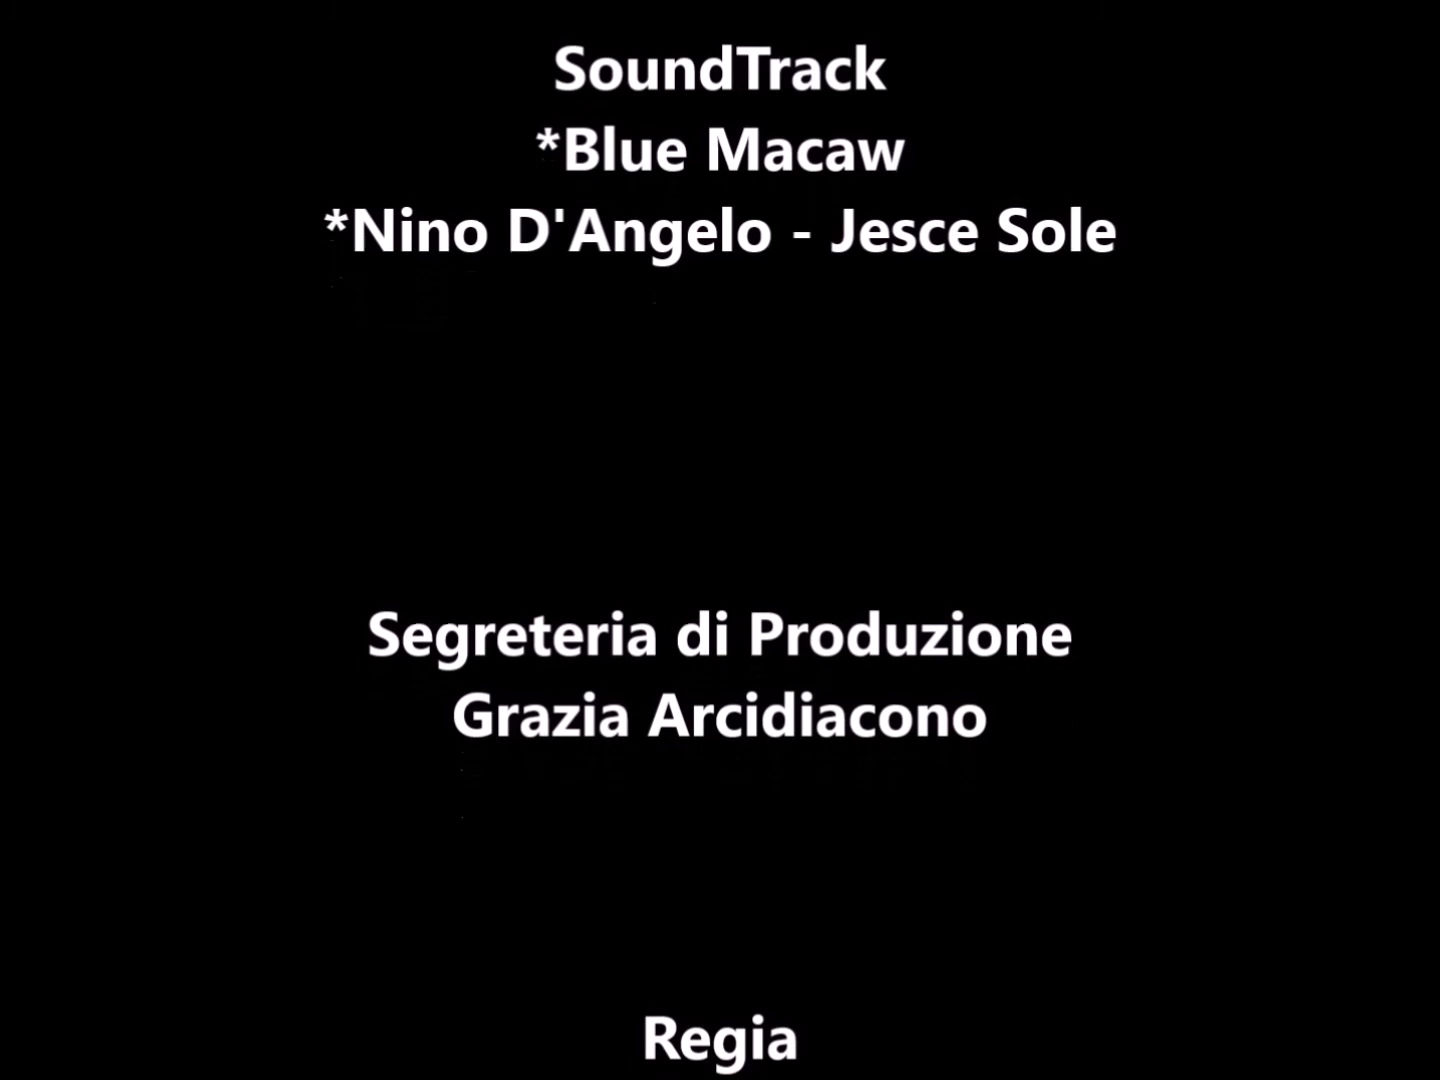 SoundTrack
*Blue Macaw
*Nino D'Angelo - Jesce Sole
Segreteria di Produzione
Grazia Arcidiacono
Regia